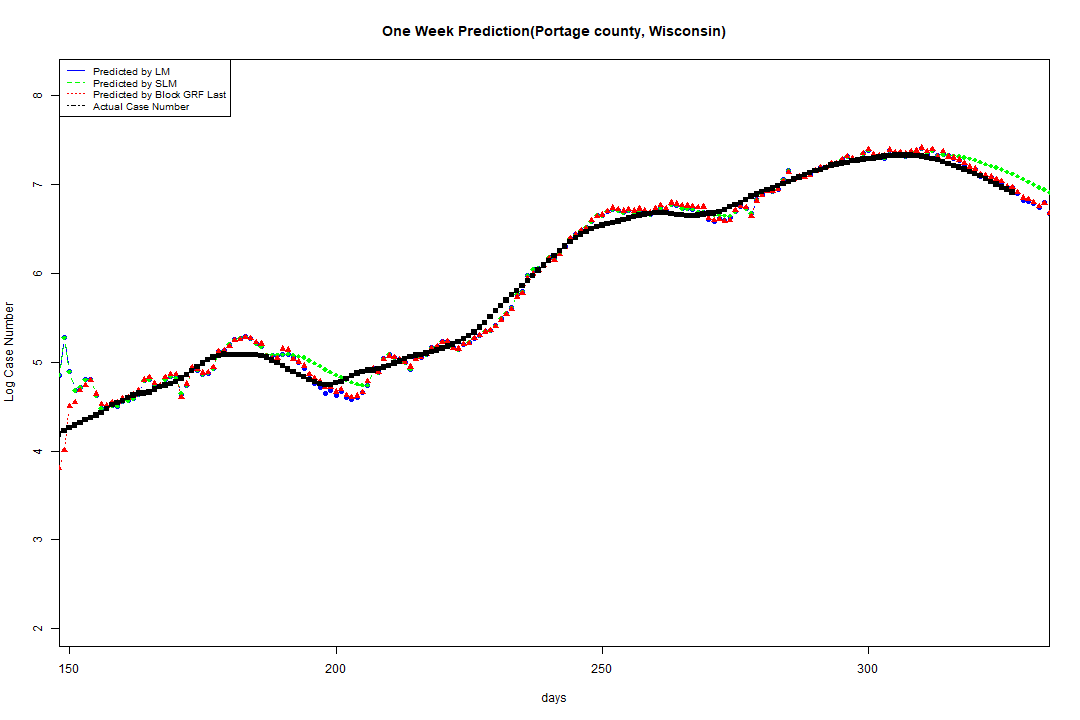 One Week Prediction(Portage county, Wisconsin)
Predicted by LM
Predicted by SLM
Predicted by Block GRF Last
Actual Case Number
8
7
6
5
4
3
2
Log Case Number
150 200 250 300
days